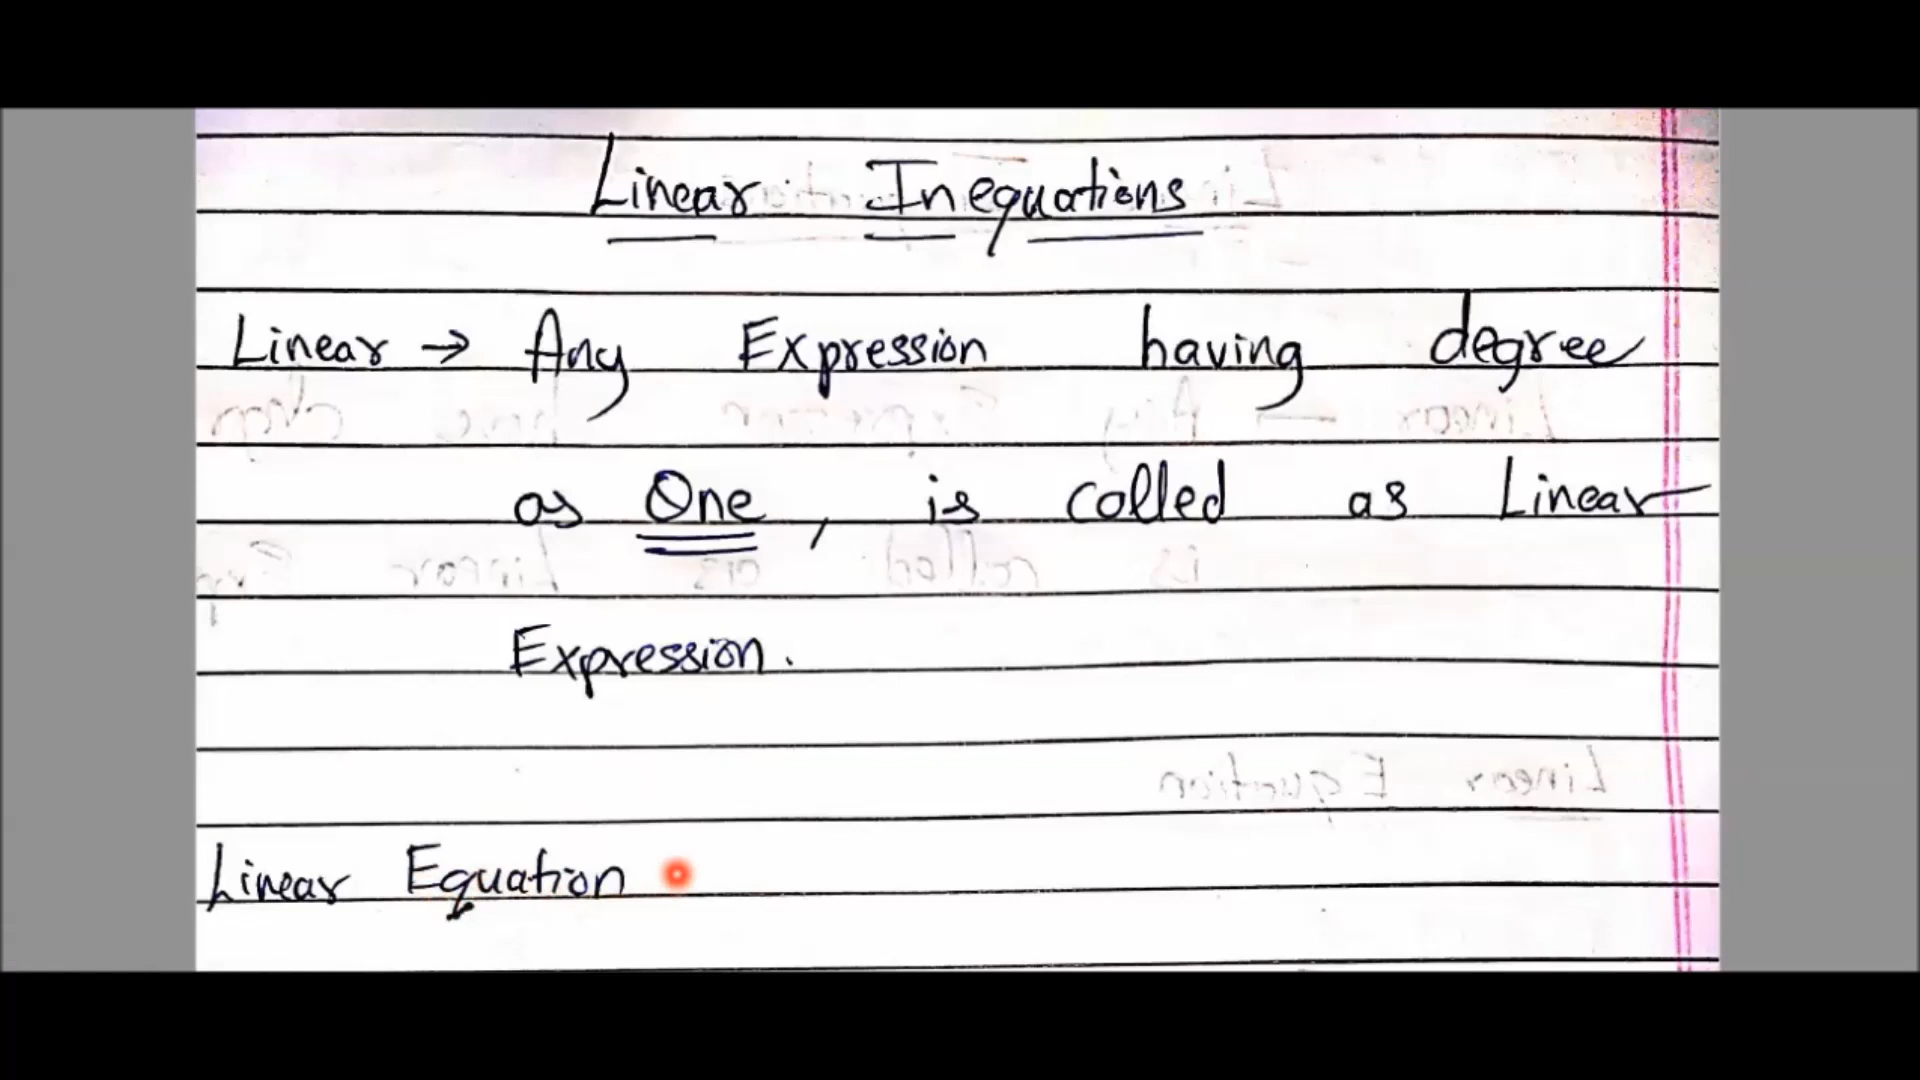 Linear Inequations
Linear → Any Expression having degree
as One, is called as Linear
Expression.
Linear Equation